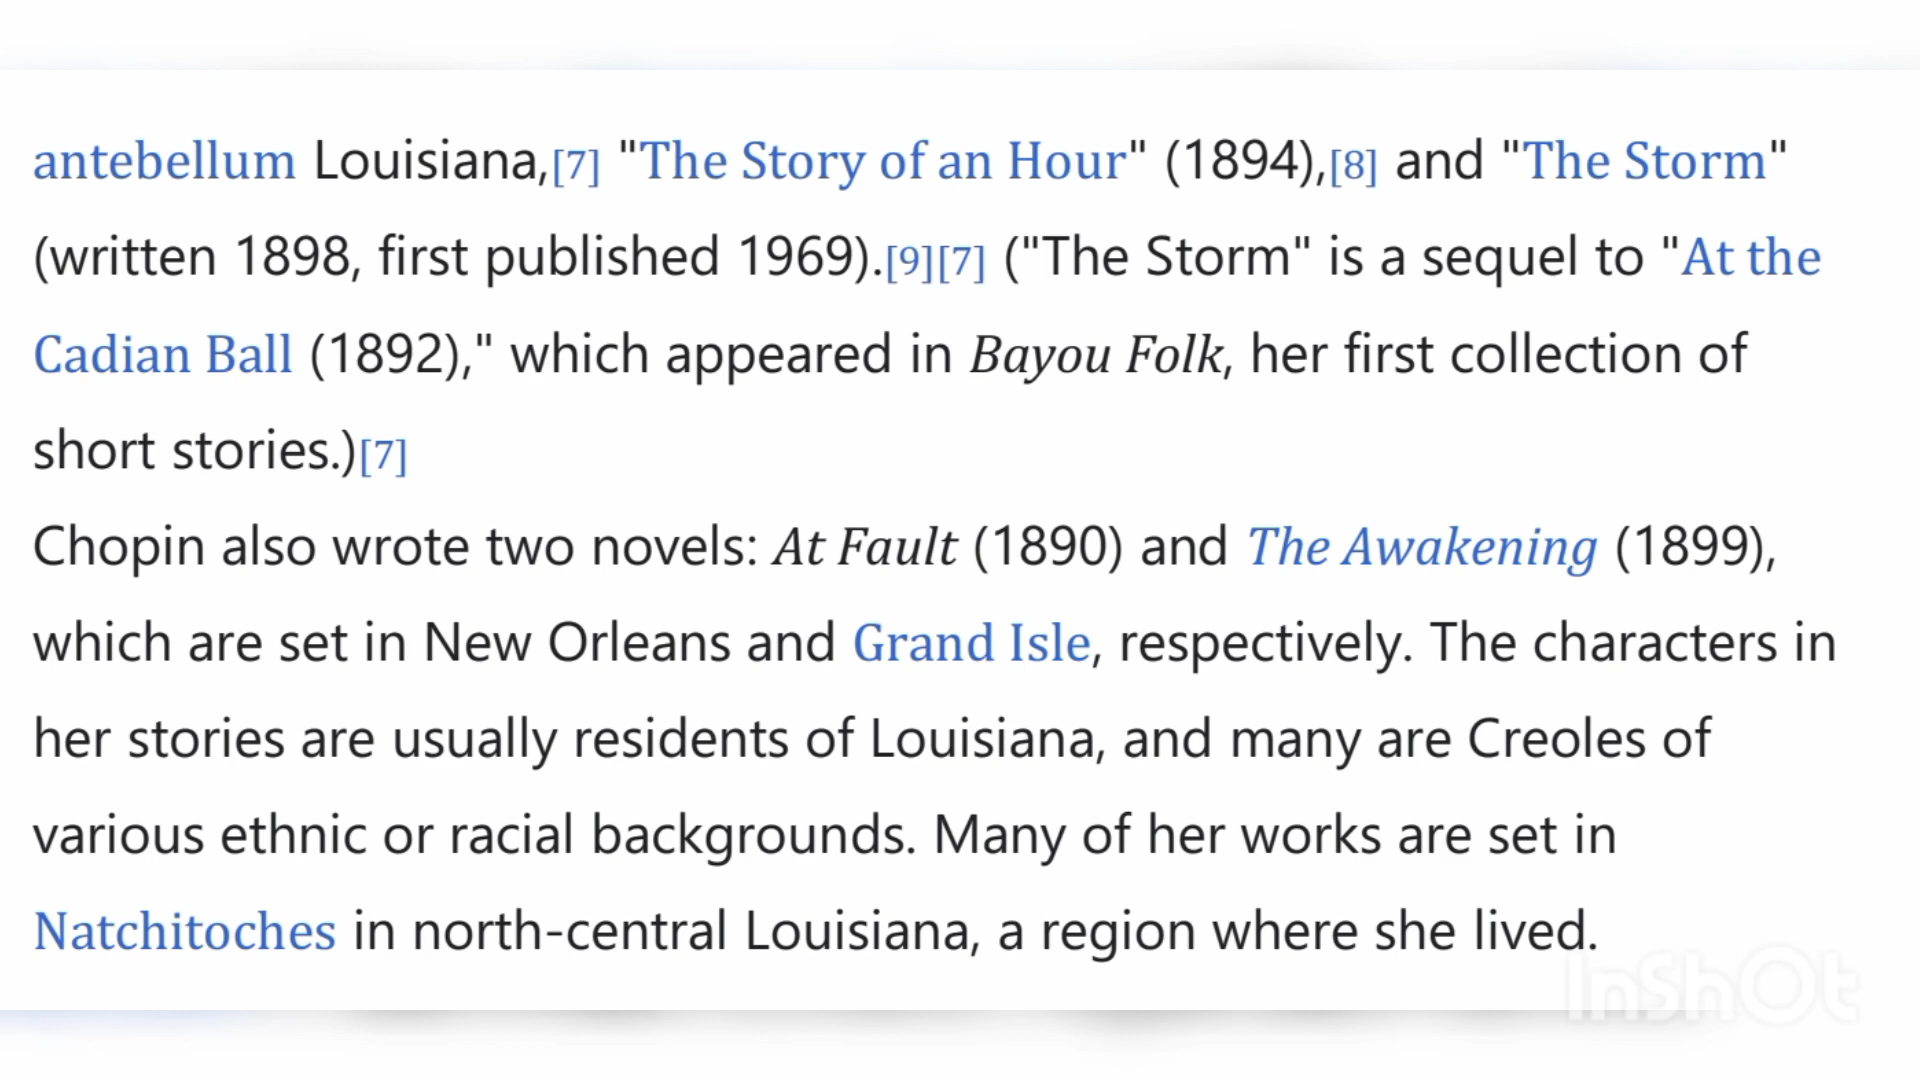 antebellum Louisiana,[7] "The Story of an Hour" (1894),[8] and "The Storm"
(written 1898, first published 1969).[9][7] ("The Storm" is a sequel to "At the
Cadian Ball (1892)," which appeared in Bayou Folk, her first collection of
short stories.)[7]
Chopin also wrote two novels: At Fault (1890) and The Awakening (1899),
which are set in New Orleans and Grand Isle, respectively. The characters in
her stories are usually residents of Louisiana, and many are Creoles of
various ethnic or racial backgrounds. Many of her works are set in
Natchitoches in north-central Louisiana, a region where she lived.
InShOt